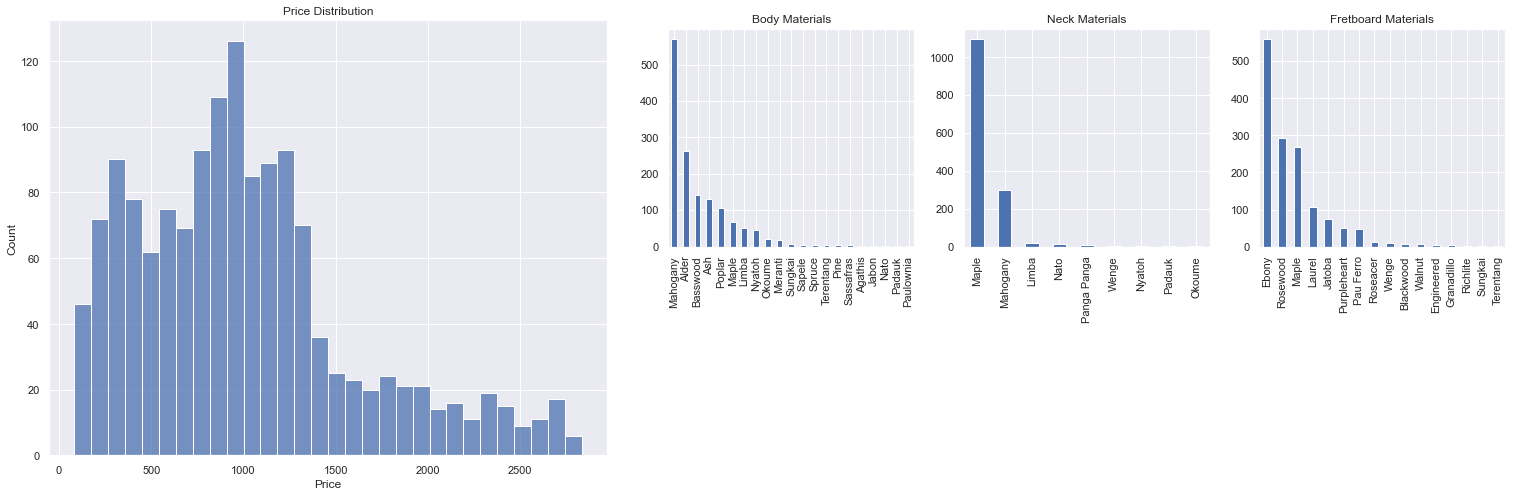 Price Distribution
120
100
80
60
40
20
0
Count
0 500 1000 1500 2000 2500
Price
Body Materials
500
400
300
200
100
0
Mahogany
Alder
Basswood
Ash
Poplar
Maple
Limba
Nyatoh
Okoume
Meranti
Sungkai
Sapele
Spruce
Terentang
Pine
Sassafras
Agathis
Jabon
Nato
Padauk
Paulownia
Neck Materials
1000
800
600
400
200
0
Maple
Mahogany
Limba
Nato
Panga Panga
Wenge
Nyatoh
Padauk
Okoume
Fretboard Materials
500
400
300
200
100
0
Ebony
Rosewood
Maple
Laurel
Jatoba
Purpleheart
Pau Ferro
Roseacer
Wenge
Blackwood
Walnut
Engineered
Granadillo
Richlite
Sungkai
Terentang